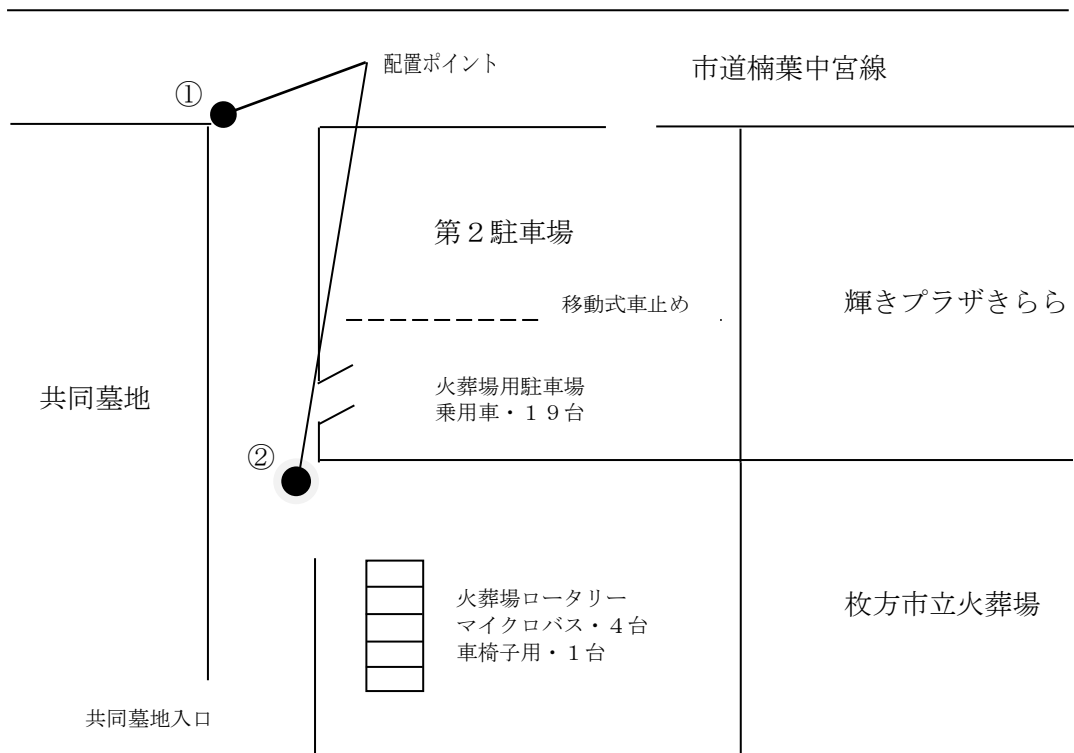 配置ポイント
市道楠葉中宮線
①
第２駐車場
移動式車止め
輝きプラザきらら
共同墓地
火葬場用駐車場
乗用車・１９台
②
火葬場ロータリー
マイクロバス・４台
車椅子用・１台
枚方市立火葬場
共同墓地入口